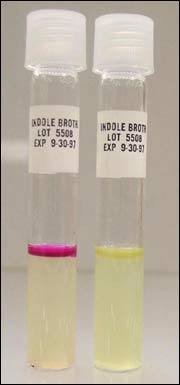 INDOLE BROTH
LOT 5508
EXP 9-30-97
INDOLE BROTH
LOT 5508
EXP 9-30-97